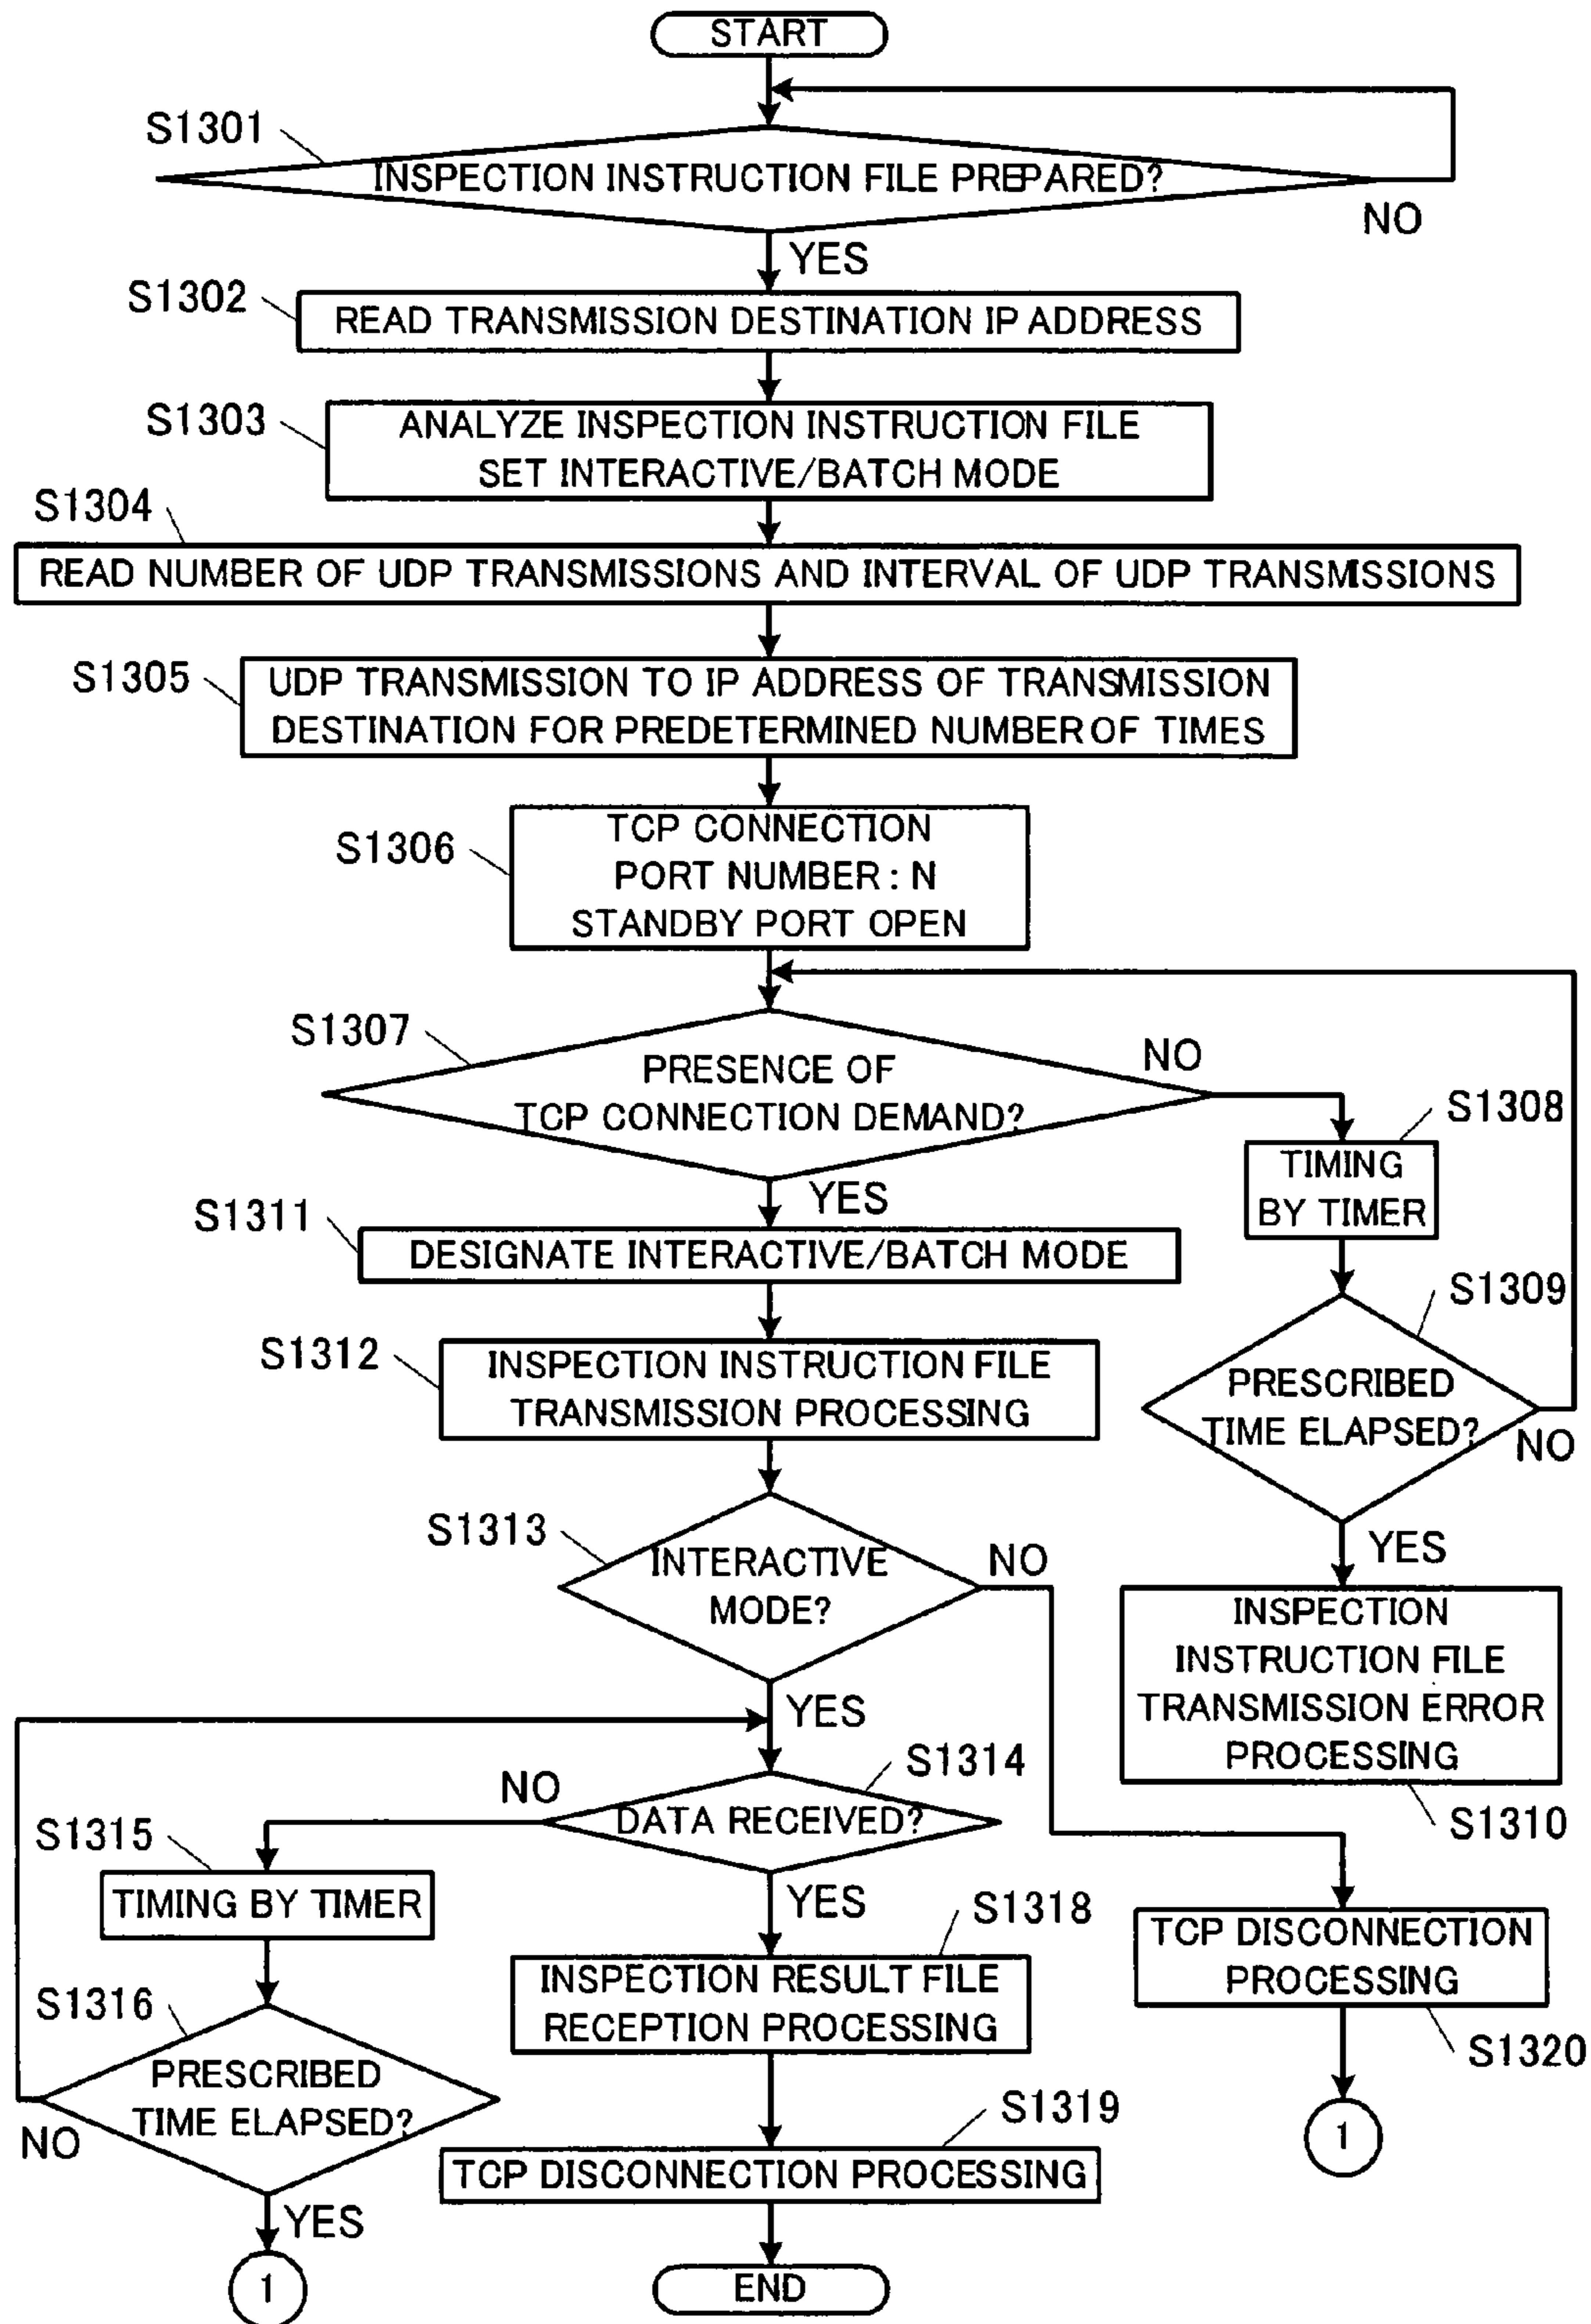 START
S1301
INSPECTION INSTRUCTION FILE PREPARED?
NO
YES
S1302
READ TRANSMISSION DESTINATION IP ADDRESS
S1303
ANALYZE INSPECTION INSTRUCTION FILE
SET INTERACTIVE/BATCH MODE
S1304
READ NUMBER OF UDP TRANSMISSIONS AND INTERVAL OF UDP TRANSMISSIONS
S1305
UDP TRANSMISSION TO IP ADDRESS OF TRANSMISSION
DESTINATION FOR PREDETERMINED NUMBER OF TIMES
S1306
TCP CONNECTION
PORT NUMBER : N
STANDBY PORT OPEN
S1307
PRESENCE OF
TCP CONNECTION DEMAND?
NO
YES
S1308
TIMING
BY TIMER
S1309
PRESCRIBED
TIME ELAPSED?
NO
YES
INSPECTION
INSTRUCTION FILE
TRANSMISSION ERROR
PROCESSING
S1310
S1311
DESIGNATE INTERACTIVE/BATCH MODE
S1312
INSPECTION INSTRUCTION FILE
TRANSMISSION PROCESSING
S1313
INTERACTIVE
MODE?
NO
YES
S1314
DATA RECEIVED?
NO
YES
S1315
TIMING BY TIMER
S1316
PRESCRIBED
TIME ELAPSED?
NO
YES
1
S1318
INSPECTION RESULT FILE
RECEPTION PROCESSING
S1319
TCP DISCONNECTION PROCESSING
END
TCP DISCONNECTION
PROCESSING
S1320
1